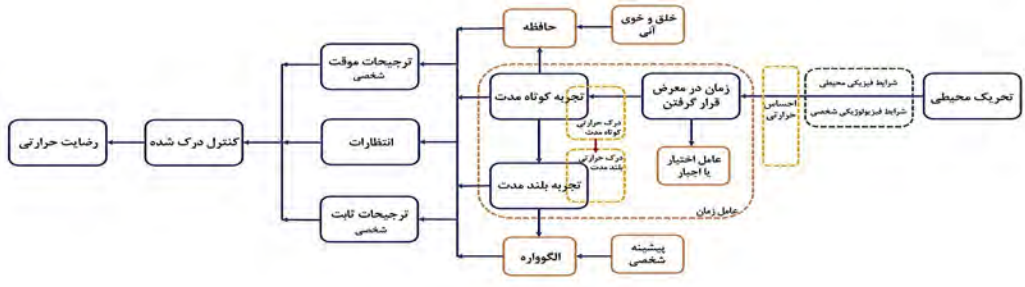 تحریک محیطی
شرایط فیزیکی محیطی
شرایط فیزیولوژیکی شخصی
احساس
حرارتی
زمان در معرض
قرار گرفتن
عامل اختیار
یا اجبار
عامل زمان
خلق و خوی
آنی
حافظه
تجربه کوتاه مدت
درک حرارتی
کوتاه مدت
درک حرارتی
بلند مدت
تجربه بلند مدت
پیشینه
شخصی
الگوواره
ترجیحات موقت
شخصی
انتظارات
ترجیحات ثابت
شخصی
کنترل درک شده
رضایت حرارتی